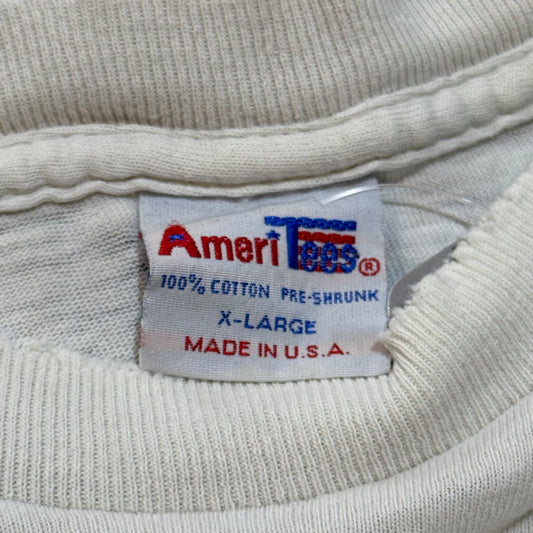 AmeriTees®
100% COTTON PRE-SHRUNK
X-LARGE
MADE IN U.S.A.